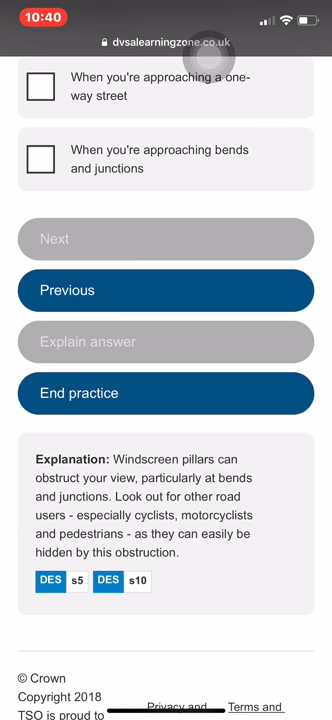 10:40
dvsalearningzone.co.uk
When you're approaching a one-
way street
When you're approaching bends
and junctions
Next
Previous
Explain answer
End practice
Explanation: Windscreen pillars can
obstruct your view, particularly at bends
and junctions. Look out for other road
users - especially cyclists, motorcyclists
and pedestrians - as they can easily be
hidden by this obstruction.
DES s5 DES s10
© Crown
Copyright 2018
TSO is proud to
Privacy and Terms and